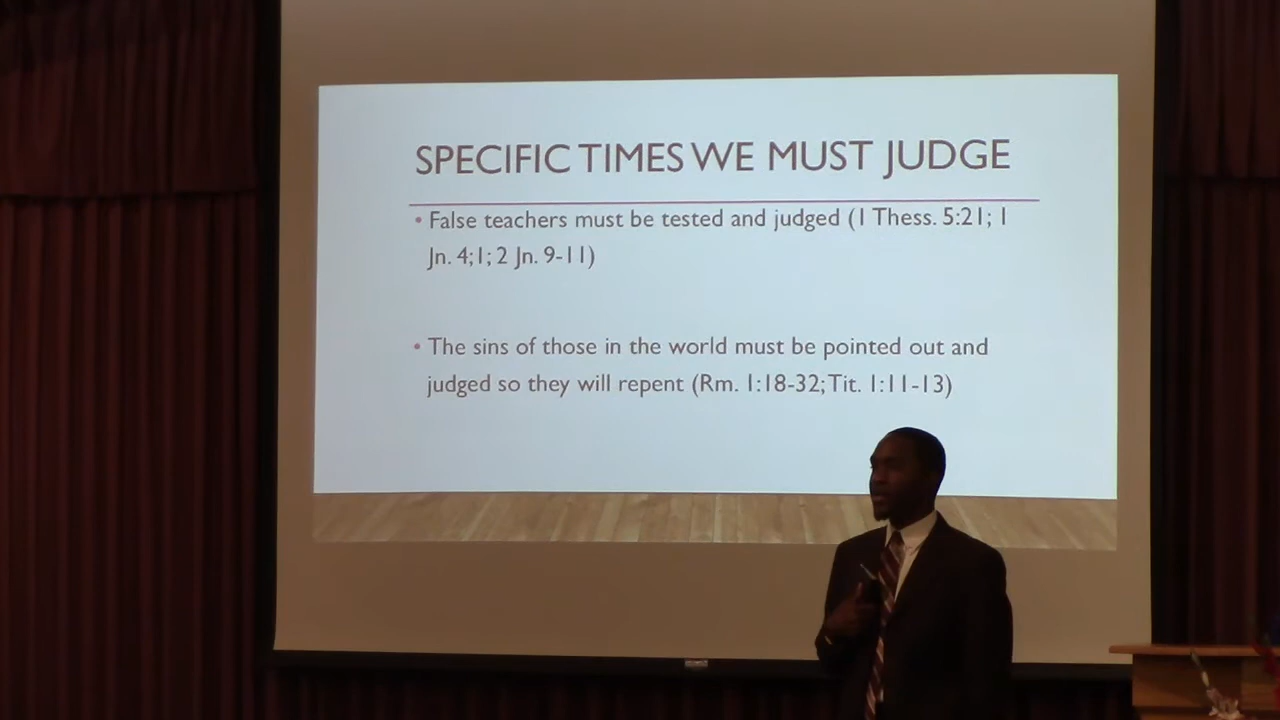 SPECIFIC TIMES WE MUST JUDGE
• False teachers must be tested and judged (1 Thess. 5:21; 1
Jn. 4;1; 2 Jn. 9-11)
• The sins of those in the world must be pointed out and
judged so they will repent (Rm. 1:18-32; Tit. 1:11-13)